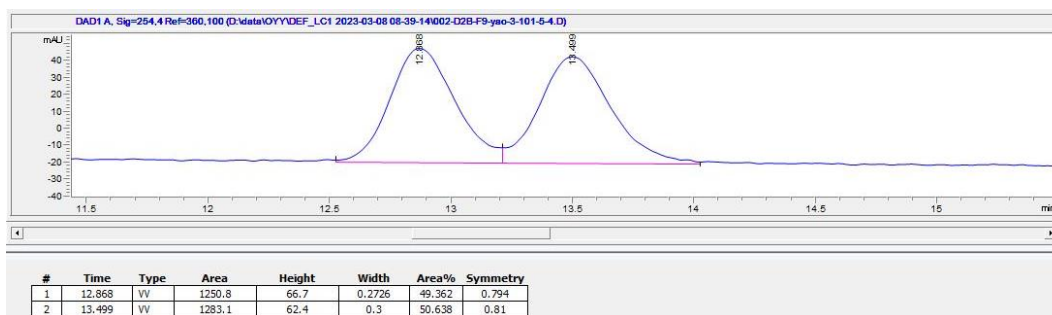 DAD1 A, Sig=254,4 Ref=360,100 (D:\data\OYY\DEF_LC1 2023-03-08 08-39-14\002-D2B-F9-yao-3-101-5-4.D)
mAU
40
30
20
10
0
-10
-20
-30
-40
12.868
13.499
11.5 12 12.5 13 13.5 14 14.5 15 min
# Time Type Area Height Width Area% Symmetry
1 12.868 VV 1250.8 66.7 0.2726 49.362 0.794
2 13.499 VV 1283.1 62.4 0.3 50.638 0.81